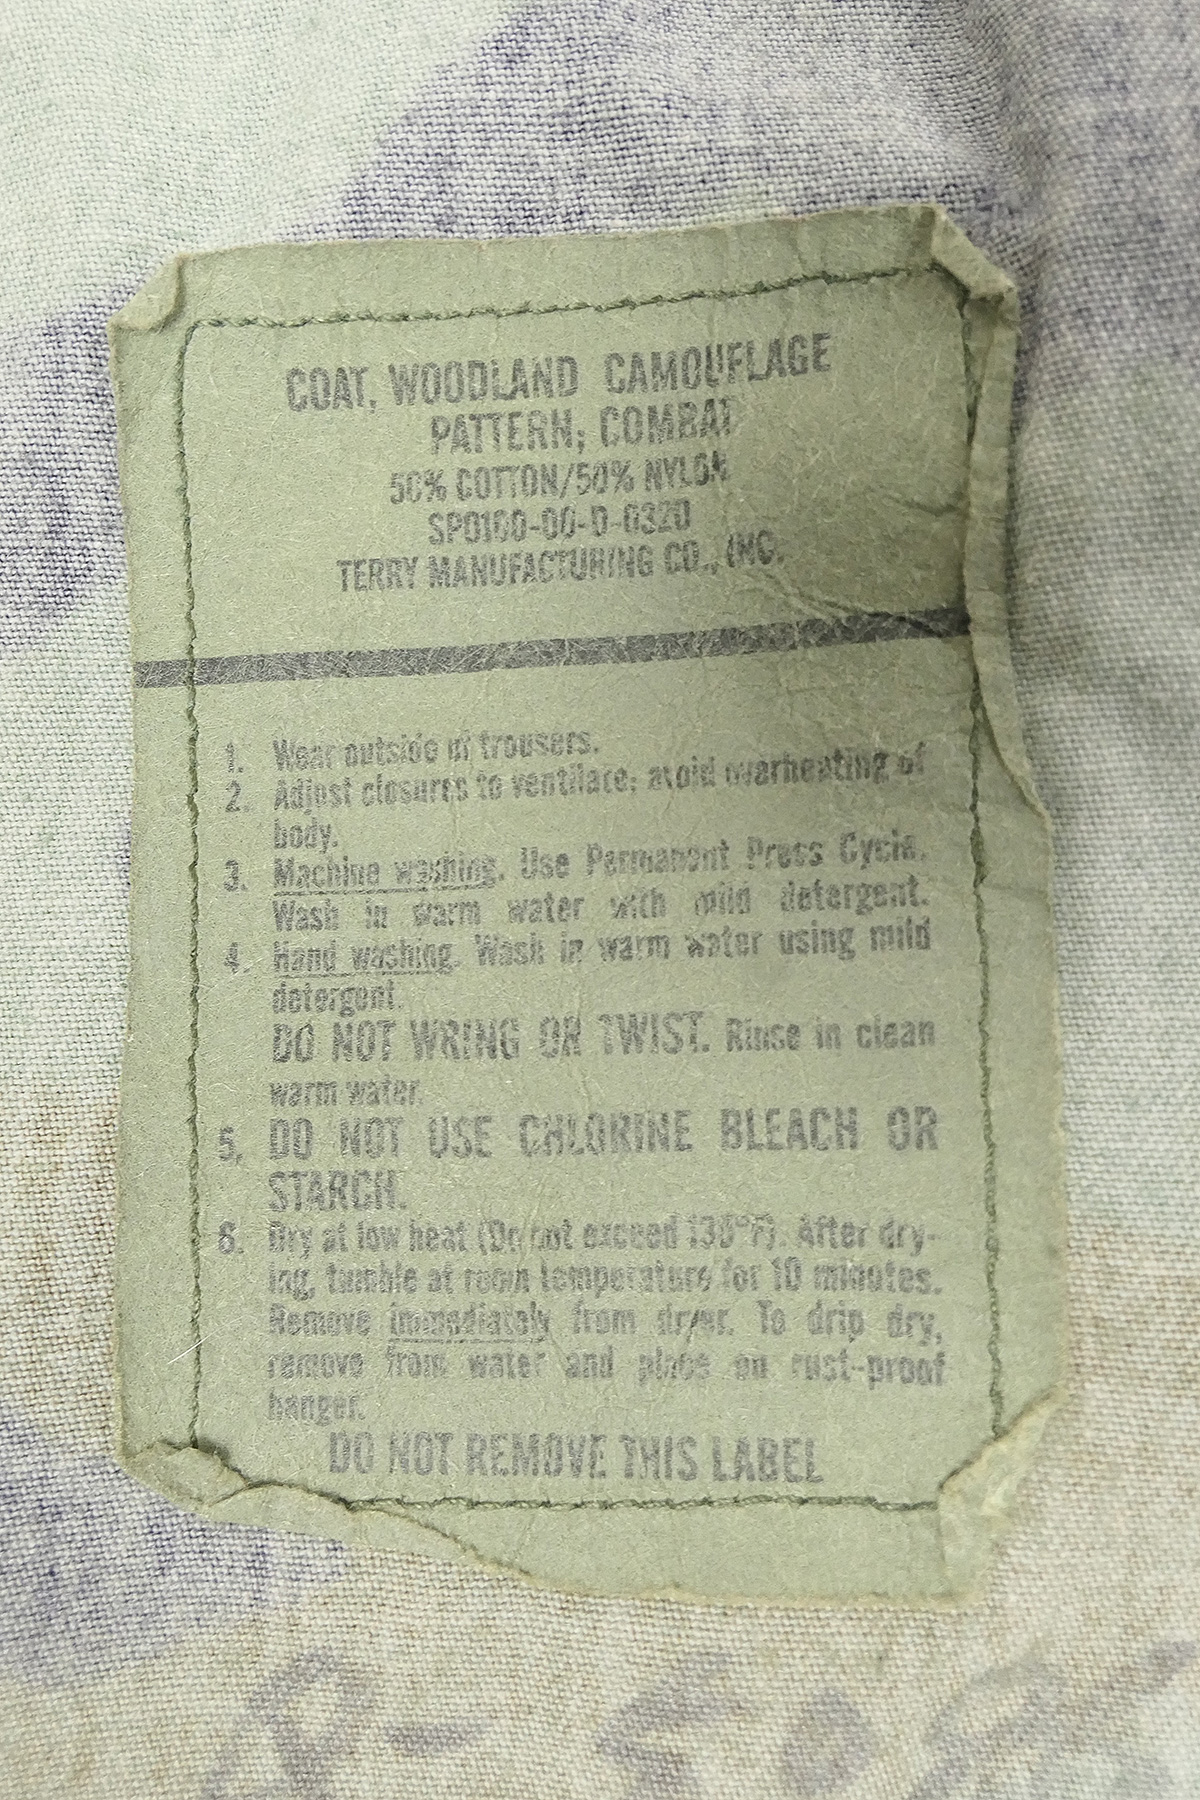 COAT, WOODLAND CAMOUFLAGE
PATTERN; COMBAT
50% COTTON/50% NYLON
SP0100-00-D-0320
TERRY MANUFACTURING CO., INC.
1. Wear outside of trousers.
2. Adjust closures to ventilate; avoid overheating of
body.
3. Machine washing. Use Permanent Press Cycle.
Wash in warm water with mild detergent.
4. Hand washing. Wash in warm water using mild
detergent.
DO NOT WRING OR TWIST. Rinse in clean
warm water.
5. DO NOT USE CHLORINE BLEACH OR
STARCH.
6. Dry at low heat (Do not exceed 130°F). After dry-
ing, tumble at room temperature for 10 minutes.
Remove immediately from dryer. To drip dry,
remove from water and place on rust-proof
hanger.
DO NOT REMOVE THIS LABEL